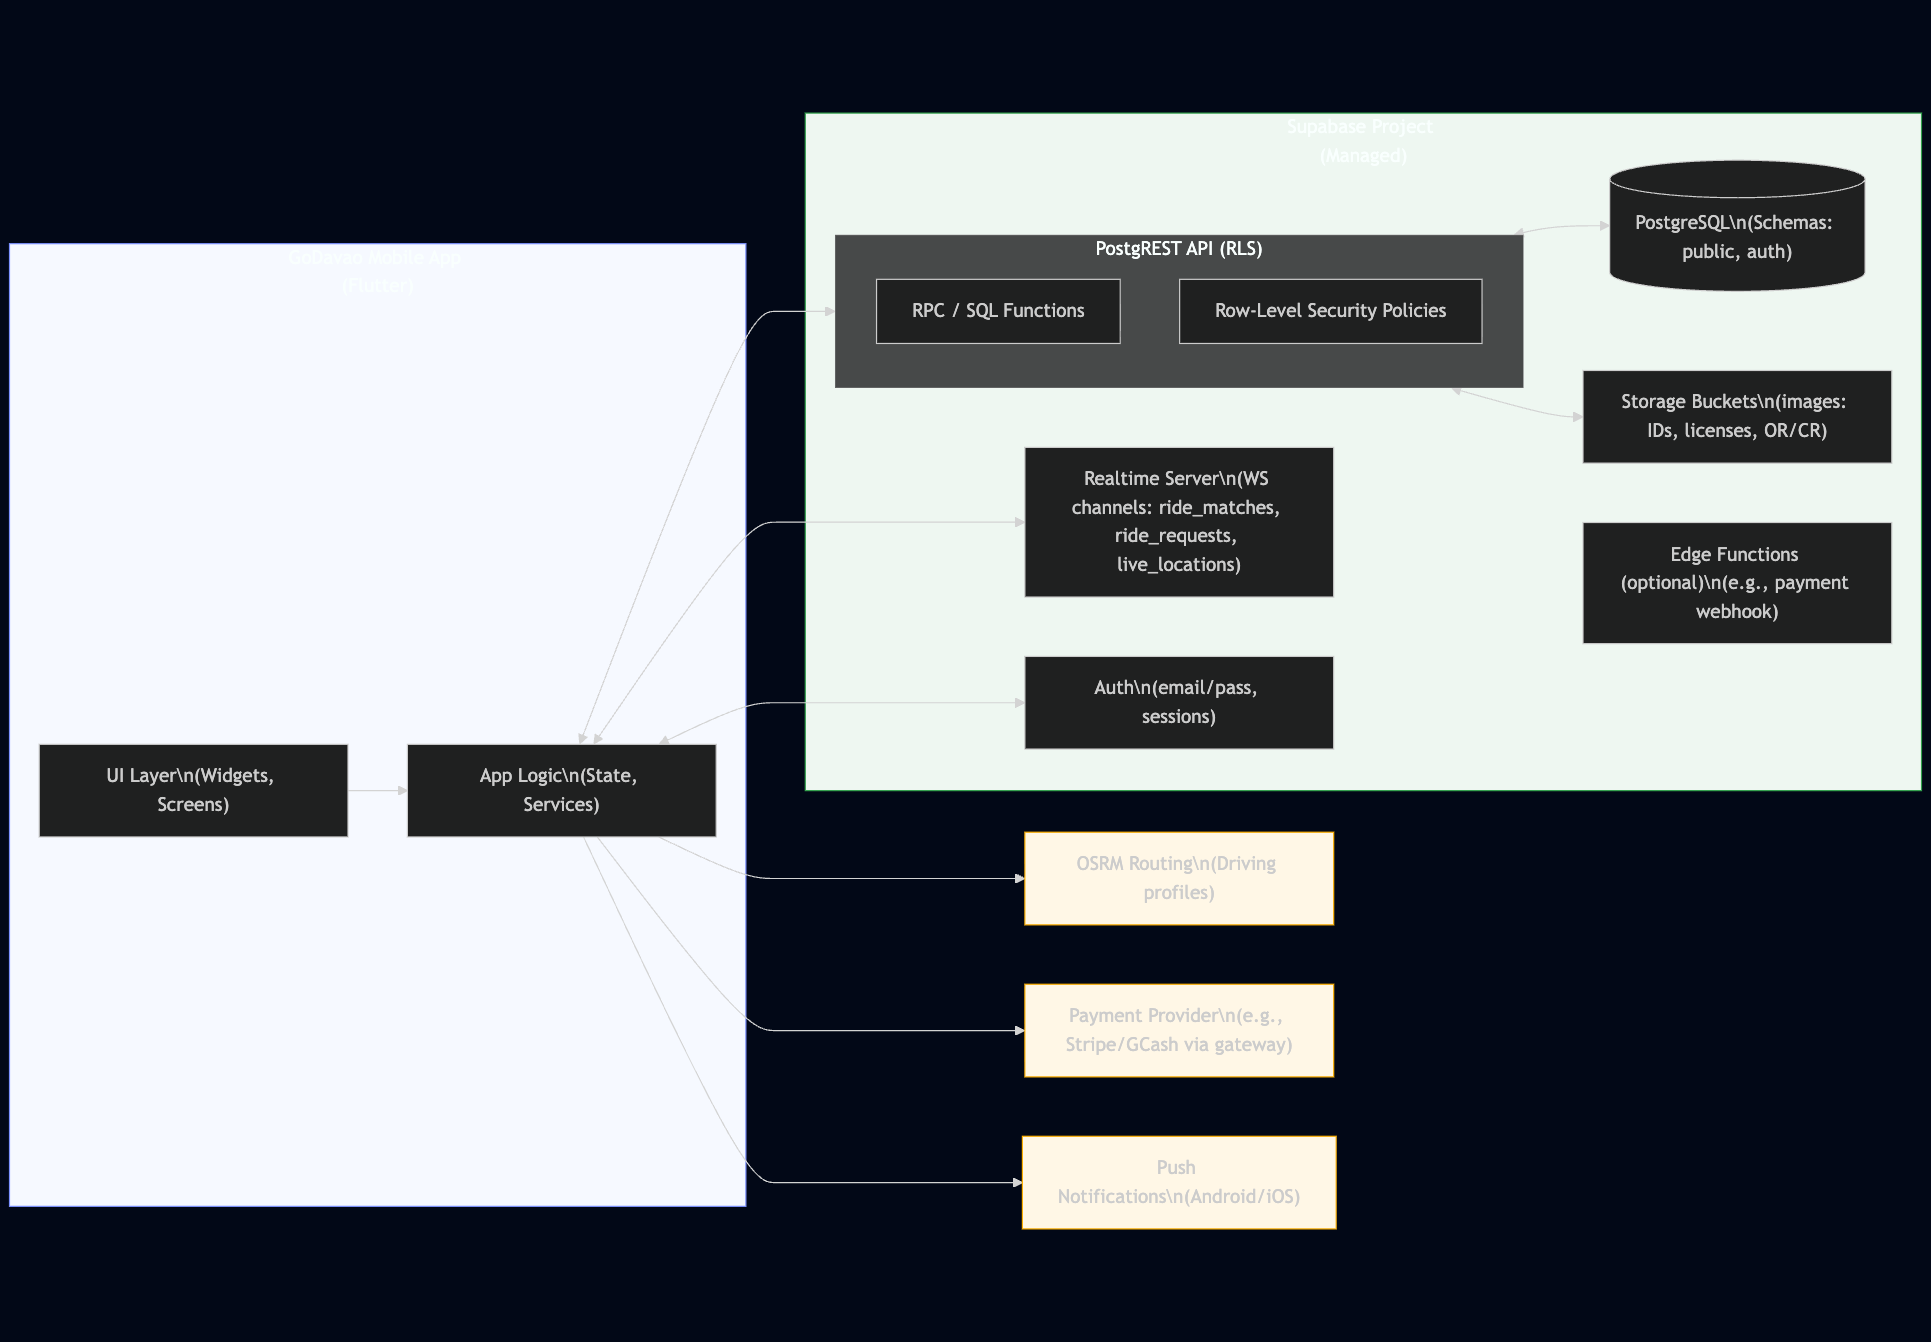 GoDavao Mobile App
(Flutter)
UI Layer\n(Widgets,
Screens)
App Logic\n(State,
Services)
Supabase Project
(Managed)
PostgREST API (RLS)
RPC / SQL Functions
Row-Level Security Policies
PostgreSQL\n(Schemas:
public, auth)
Storage Buckets\n(images:
IDs, licenses, OR/CR)
Realtime Server\n(WS
channels: ride_matches,
ride_requests,
live_locations)
Edge Functions
(optional)\n(e.g., payment
webhook)
Auth\n(email/pass,
sessions)
OSRM Routing\n(Driving
profiles)
Payment Provider\n(e.g.,
Stripe/GCash via gateway)
Push
Notifications\n(Android/iOS)